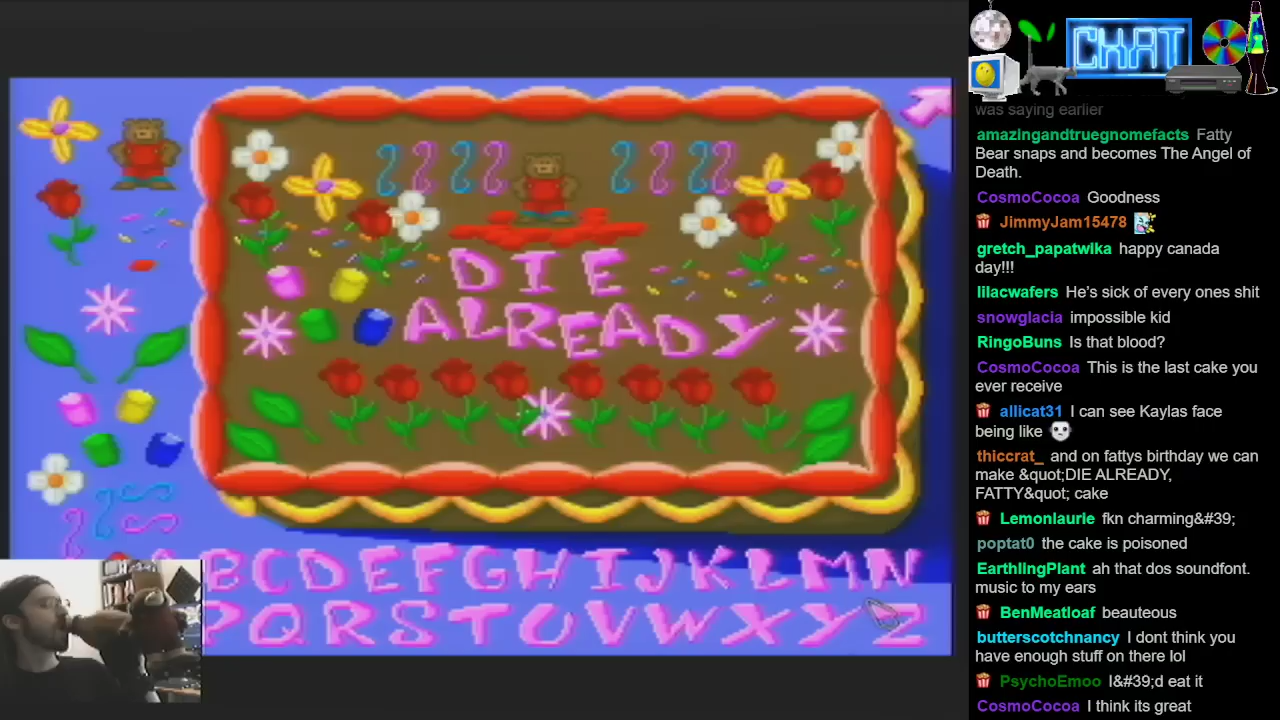 DIE
ALREADY
BCDEFGHIJKLMN
PQRSTUVWXYZ
CHAT
was saying earlier
amazingandtruegnomefacts Fatty
Bear snaps and becomes The Angel of
Death.
CosmoCocoa Goodness
JimmyJam15478
gretch_papatwika happy canada
day!!!
lilacwafers He's sick of every ones shit
snowglacia impossible kid
RingoBuns Is that blood?
CosmoCocoa This is the last cake you
ever receive
allicat31 I can see Kaylas face
being like
thiccrat_ and on fattys birthday we can
make &quot;DIE ALREADY,
FATTY&quot; cake
Lemonlaurie fkn charming&#39;
poptat0 the cake is poisoned
EarthlingPlant ah that dos soundfont.
music to my ears
BenMeatloaf beauteous
butterscotchnancy I dont think you
have enough stuff on there lol
PsychoEmoo I&#39;d eat it
CosmoCocoa I think its great